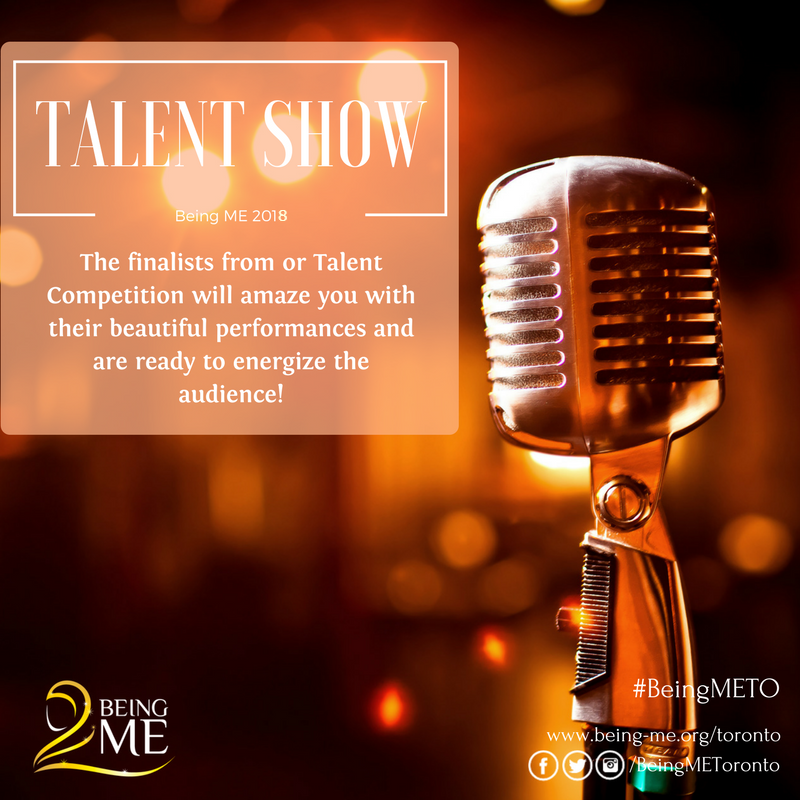 TALENT SHOW
Being ME 2018
The finalists from or Talent
Competition will amaze you with
their beautiful performances and
are ready to energize the
audience!
2 BEING
ME
#BeingMETO
www.being-me.org/toronto
/BeingMEToronto